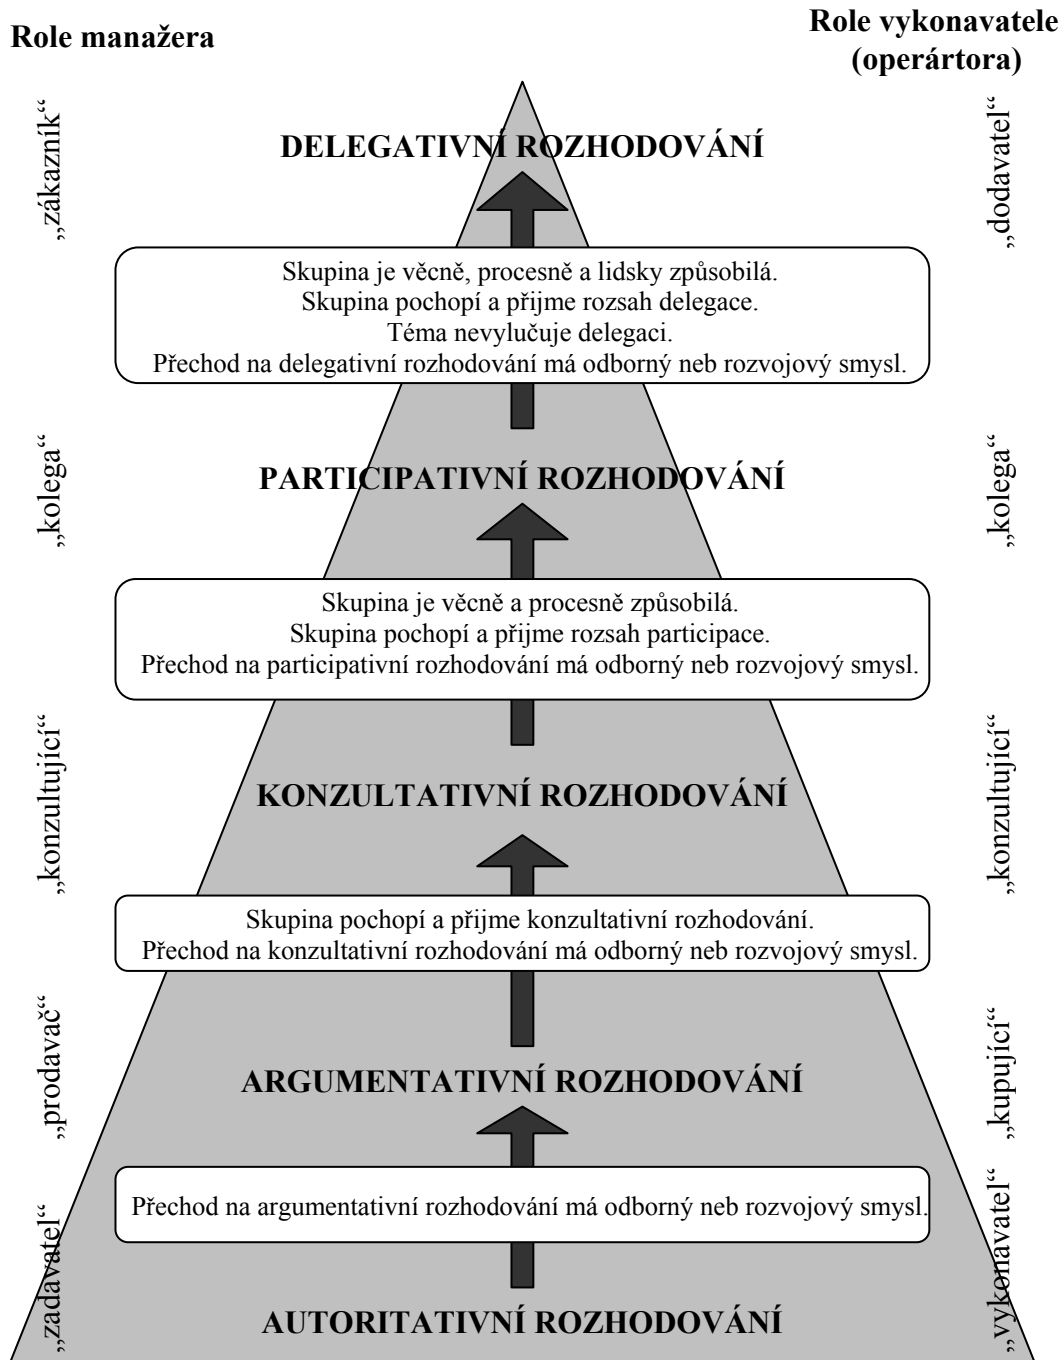 Role manažera
Role vykonavatele
(operártora)
„zákazník“
DELEGATIVNÍ ROZHODOVÁNÍ
„dodavatel“
Skupina je věcně, procesně a lidsky způsobilá.
Skupina pochopí a přijme rozsah delegace.
Téma nevylučuje delegaci.
Přechod na delegativní rozhodování má odborný neb rozvojový smysl.
„kolega“
PARTICIPATIVNÍ ROZHODOVÁNÍ
„kolega“
Skupina je věcně a procesně způsobilá.
Skupina pochopí a přijme rozsah participace.
Přechod na participativní rozhodování má odborný neb rozvojový smysl.
„konzultující“
KONZULTATIVNÍ ROZHODOVÁNÍ
„konzultující“
Skupina pochopí a přijme konzultativní rozhodování.
Přechod na konzultativní rozhodování má odborný neb rozvojový smysl.
„prodavač“
ARGUMENTATIVNÍ ROZHODOVÁNÍ
„kupující“
Přechod na argumentativní rozhodování má odborný neb rozvojový smysl.
„zadavatel“
AUTORITATIVNÍ ROZHODOVÁNÍ
„vykonavatel“